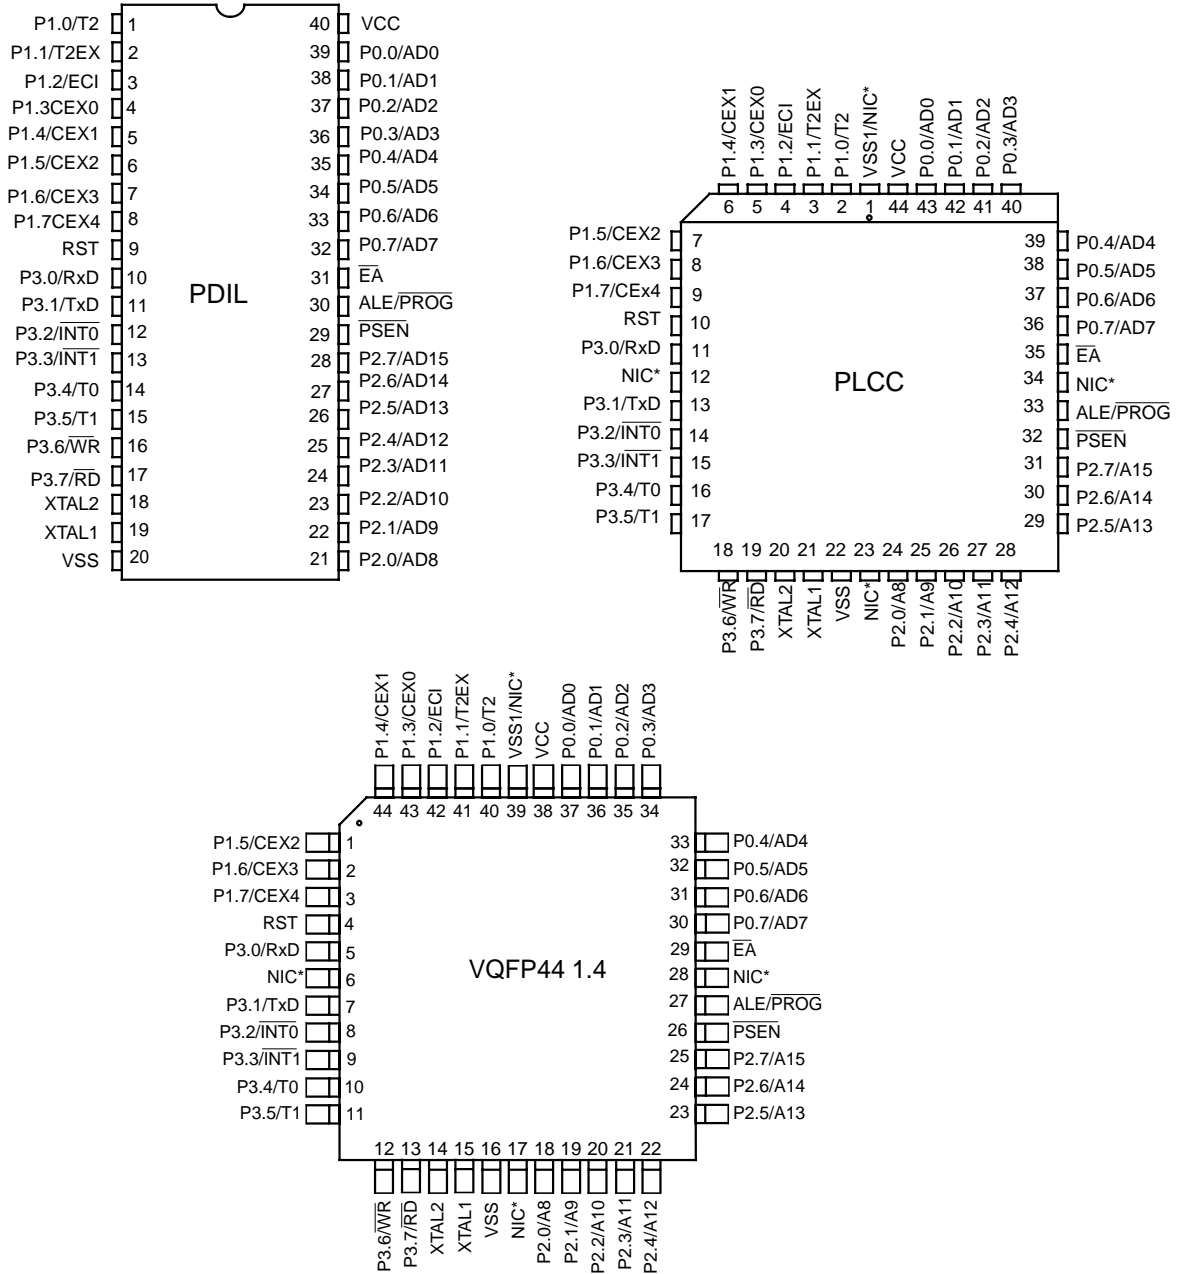 P1.0/T2 1 40 VCC
P1.1/T2EX 2 39 P0.0/AD0
P1.2/ECI 3 38 P0.1/AD1
P1.3CEX0 4 37 P0.2/AD2
P1.4/CEX1 5 36 P0.3/AD3
P1.5/CEX2 6 35 P0.4/AD4
P1.6/CEX3 7 34 P0.5/AD5
P1.7CEX4 8 33 P0.6/AD6
RST 9 32 P0.7/AD7
P3.0/RxD 10 31 EA
PDIL
P3.1/TxD 11 30 ALE/PROG
P3.2/INT0 12 29 PSEN
P3.3/INT1 13 28 P2.7/AD15
P3.4/T0 14 27 P2.6/AD14
P3.5/T1 15 26 P2.5/AD13
P3.6/WR 16 25 P2.4/AD12
P3.7/RD 17 24 P2.3/AD11
XTAL2 18 23 P2.2/AD10
XTAL1 19 22 P2.1/AD9
VSS 20 21 P2.0/AD8
P1.4/CEX1 P1.3/CEX0 P1.2/ECI P1.1/T2EX P1.0/T2 VSS1/NIC* VCC P0.0/AD0 P0.1/AD1 P0.2/AD2 P0.3/AD3
6 5 4 3 2 1 44 43 42 41 40
P1.5/CEX2 7 39 P0.4/AD4
P1.6/CEX3 8 38 P0.5/AD5
P1.7/CEx4 9 37 P0.6/AD6
RST 10 36 P0.7/AD7
P3.0/RxD 11 35 EA
NIC* 12 34 NIC*
PLCC
P3.1/TxD 13 33 ALE/PROG
P3.2/INT0 14 32 PSEN
P3.3/INT1 15 31 P2.7/A15
P3.4/T0 16 30 P2.6/A14
P3.5/T1 17 29 P2.5/A13
18 19 20 21 22 23 24 25 26 27 28
P3.6/WR P3.7/RD XTAL2 XTAL1 VSS NIC* P2.0/A8 P2.1/A9 P2.2/A10 P2.3/A11 P2.4/A12
P1.4/CEX1 P1.3/CEX0 P1.2/ECI P1.1/T2EX P1.0/T2 VSS1/NIC* VCC P0.0/AD0 P0.1/AD1 P0.2/AD2 P0.3/AD3
44 43 42 41 40 39 38 37 36 35 34
P1.5/CEX2 1 33 P0.4/AD4
P1.6/CEX3 2 32 P0.5/AD5
P1.7/CEX4 3 31 P0.6/AD6
RST 4 30 P0.7/AD7
P3.0/RxD 5 29 EA
VQFP44 1.4
NIC* 6 28 NIC*
P3.1/TxD 7 27 ALE/PROG
P3.2/INT0 8 26 PSEN
P3.3/INT1 9 25 P2.7/A15
P3.4/T0 10 24 P2.6/A14
P3.5/T1 11 23 P2.5/A13
12 13 14 15 16 17 18 19 20 21 22
P3.6/WR P3.7/RD XTAL2 XTAL1 VSS NIC* P2.0/A8 P2.1/A9 P2.2/A10 P2.3/A11 P2.4/A12